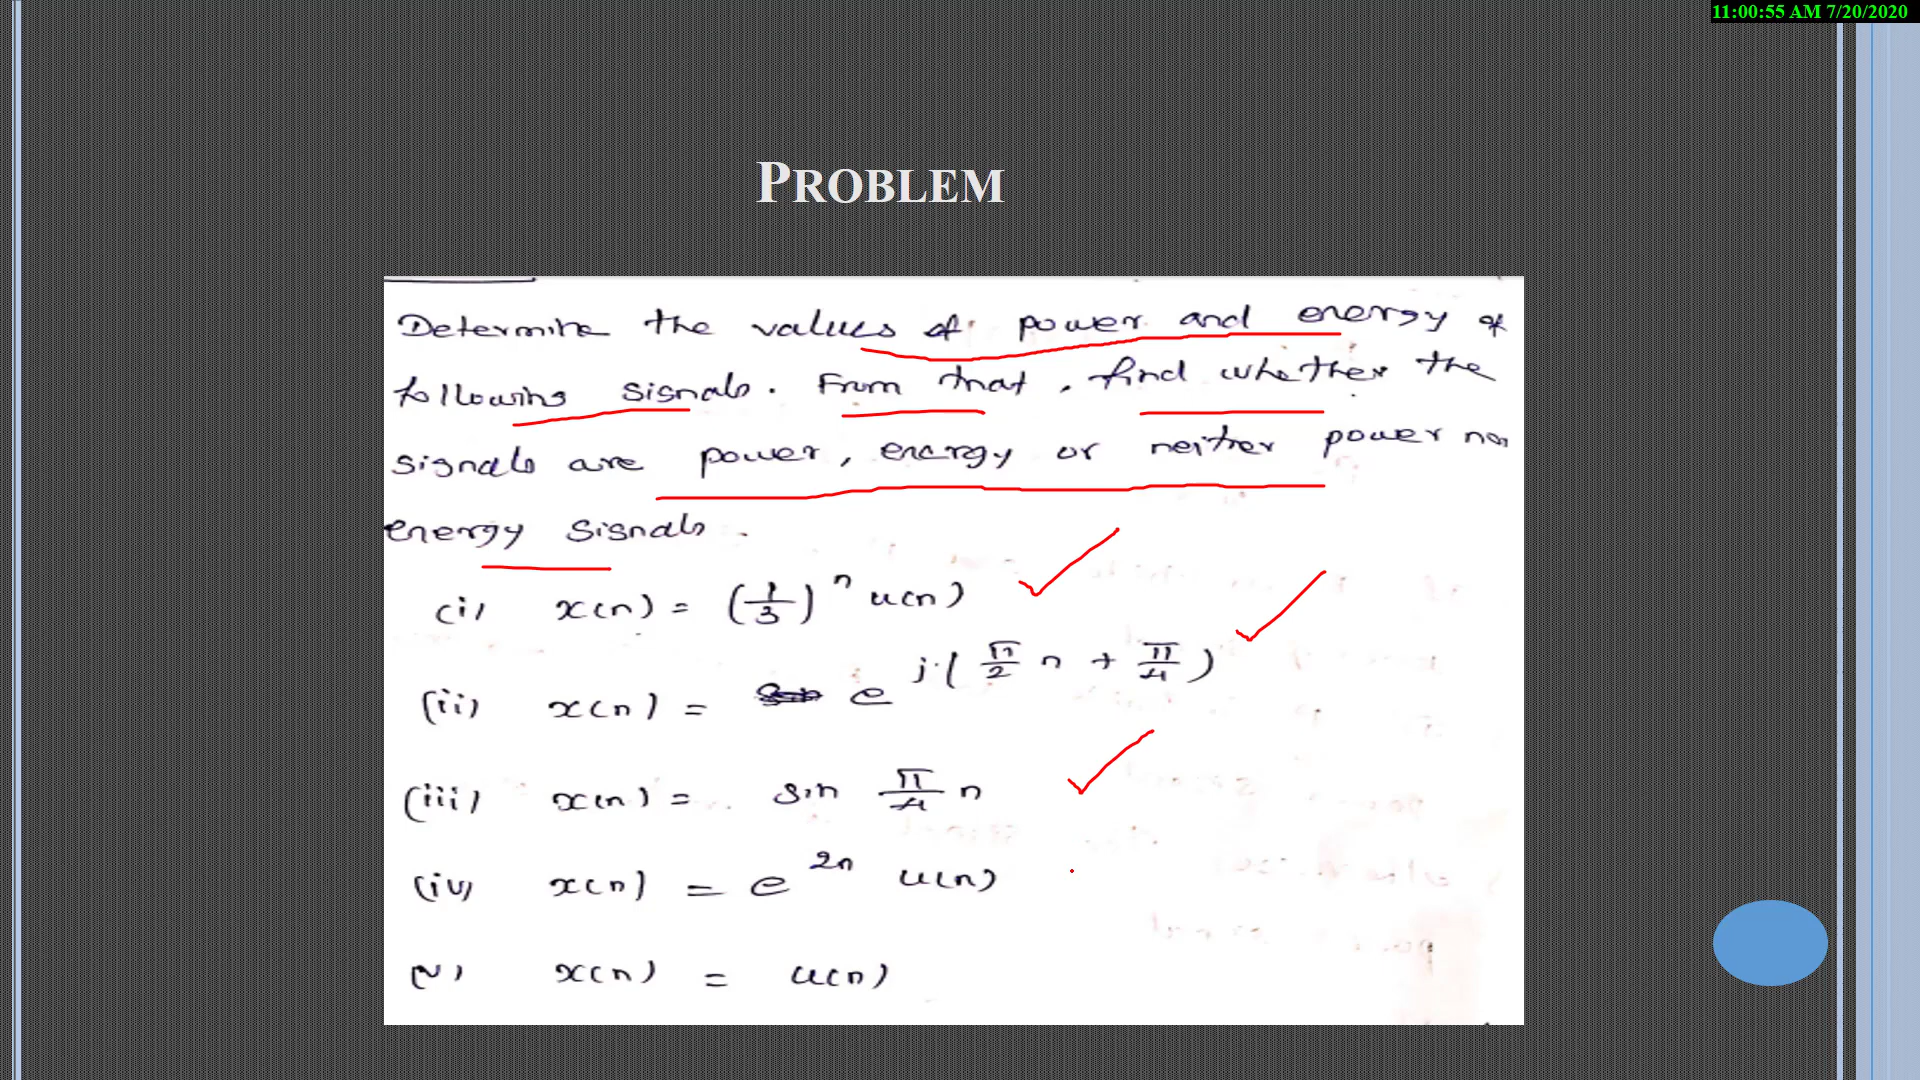 11:00:55 AM 7/20/2020
PROBLEM
Determine the values of power and energy of
following signals. From that, find whether the
signals are power, energy or neither power nor
energy signals.
(i) x(n) = (1/3)^n u(n)
(ii) x(n) = e^j(π/2 n + π/4)
(iii) x(n) = sin π/4 n
(iv) x(n) = e^2n u(n)
(v) x(n) = u(n)